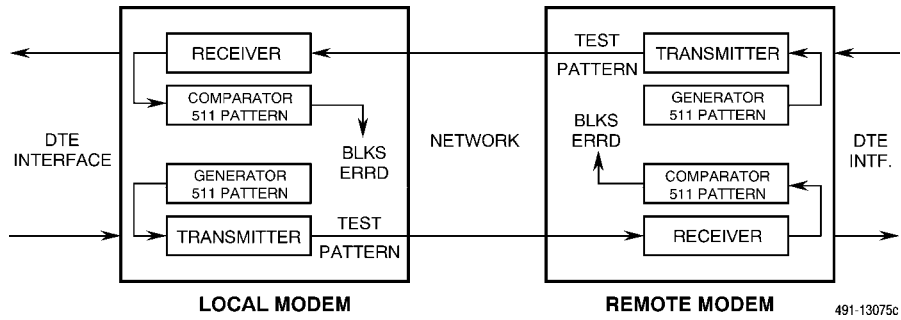 RECEIVER
COMPARATOR
511 PATTERN
BLKS
ERRD
GENERATOR
511 PATTERN
TRANSMITTER
TEST
PATTERN
DTE
INTERFACE
NETWORK
TEST
PATTERN
TRANSMITTER
GENERATOR
511 PATTERN
BLKS
ERRD
COMPARATOR
511 PATTERN
RECEIVER
DTE
INTF.
LOCAL MODEM
REMOTE MODEM
491-13075c